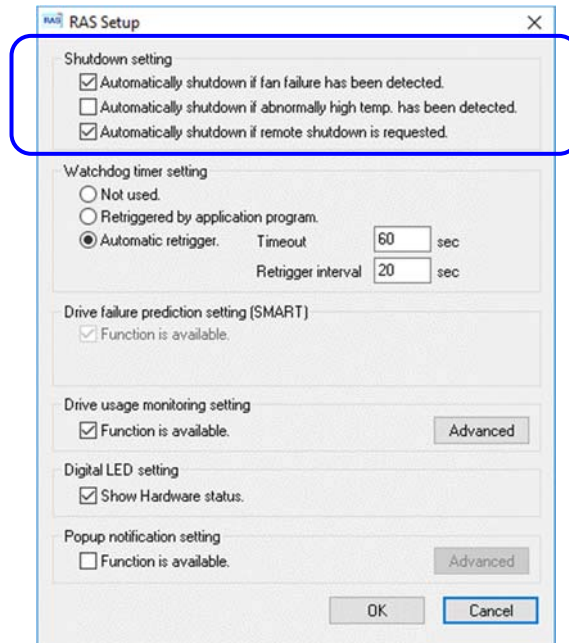 RAS RAS Setup
Shutdown setting
Automatically shutdown if fan failure has been detected.
Automatically shutdown if abnormally high temp. has been detected.
Automatically shutdown if remote shutdown is requested.
Watchdog timer setting
Not used.
Retriggered by application program.
Automatic retrigger. Timeout 60 sec
Retrigger interval 20 sec
Drive failure prediction setting (SMART)
Function is available.
Drive usage monitoring setting
Function is available. Advanced
Digital LED setting
Show Hardware status.
Popup notification setting
Function is available. Advanced
OK Cancel